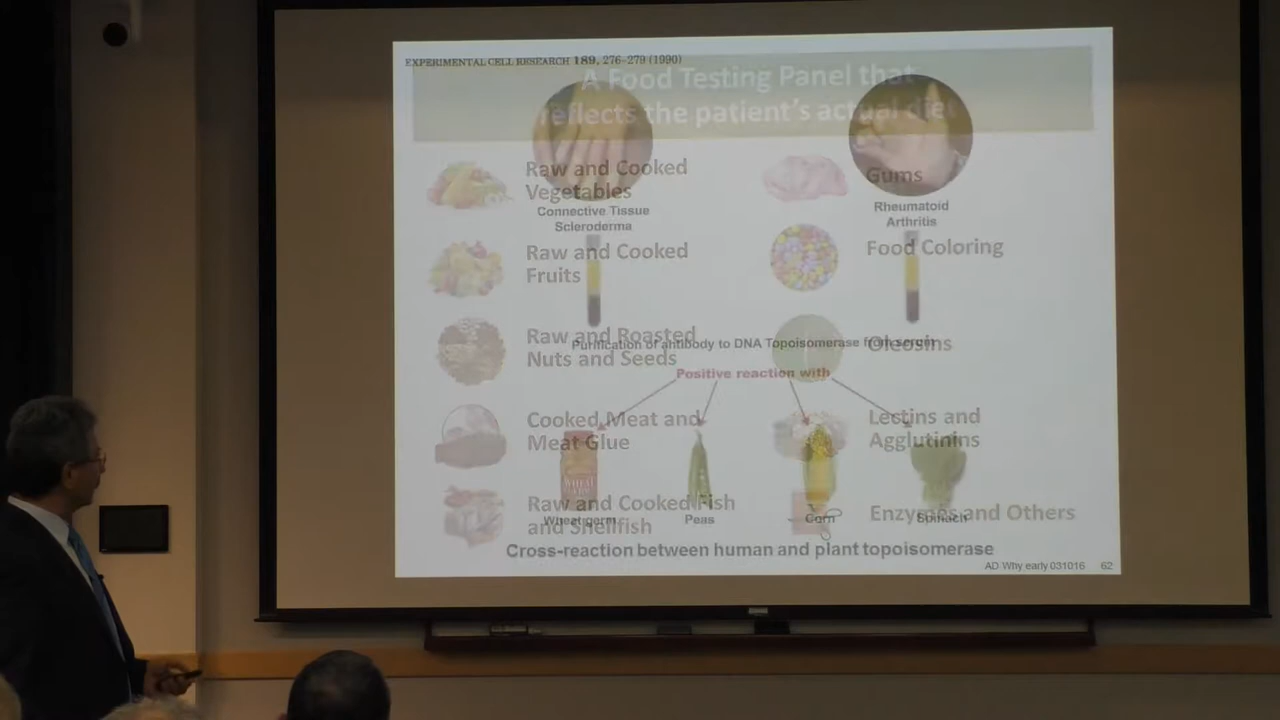 EXPERIMENTAL CELL RESEARCH 189, 276–279 (1990)
A Food Testing Panel that
reflects the patient's actual diet
Raw and Cooked
Vegetables
Gums
Connective Tissue
Scleroderma
Rheumatoid
Arthritis
Raw and Cooked
Fruits
Food Coloring
Raw and Roasted
Nuts and Seeds
Oleosins
Purification of antibody to DNA Topoisomerase from serum
Positive reaction with
Cooked Meat and
Meat Glue
Lectins and
Agglutinins
WHEAT
Raw and Cooked Fish
and Shellfish
Enzymes and Others
Wheat germ
Peas
Corn
Spinach
Cross-reaction between human and plant topoisomerase
AD Why early 031016 62